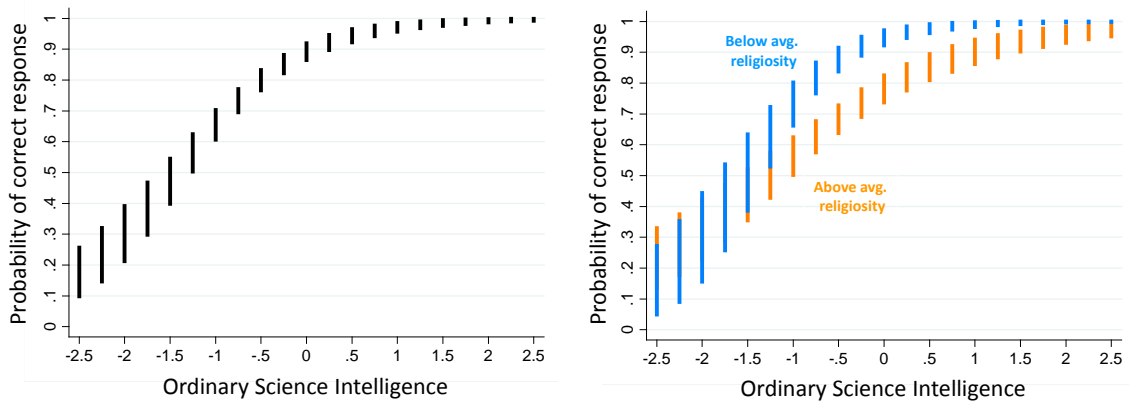 Probability of correct response
1
.9
.8
.7
.6
.5
.4
.3
.2
.1
0
-2.5 -2 -1.5 -1 -.5 0 .5 1 1.5 2 2.5
Ordinary Science Intelligence
Probability of correct response
1
.9
.8
.7
.6
.5
.4
.3
.2
.1
0
Below avg.
religiosity
Above avg.
religiosity
-2.5 -2 -1.5 -1 -.5 0 .5 1 1.5 2 2.5
Ordinary Science Intelligence